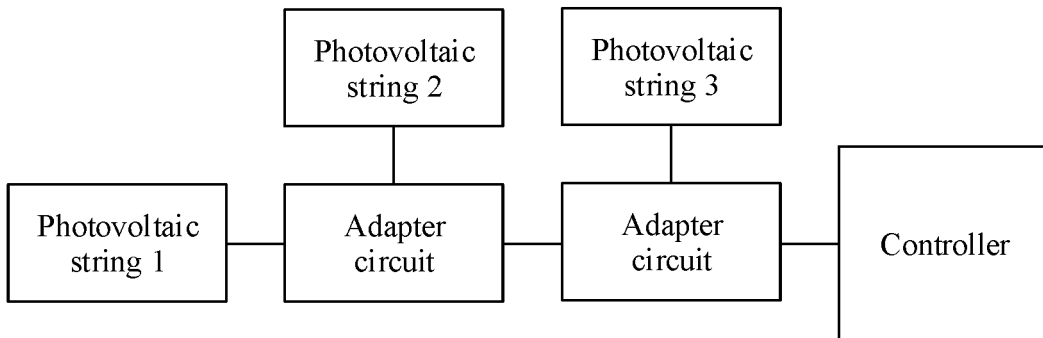 Photovoltaic
string 2
Photovoltaic
string 3
Photovoltaic
string 1
Adapter
circuit
Adapter
circuit
Controller